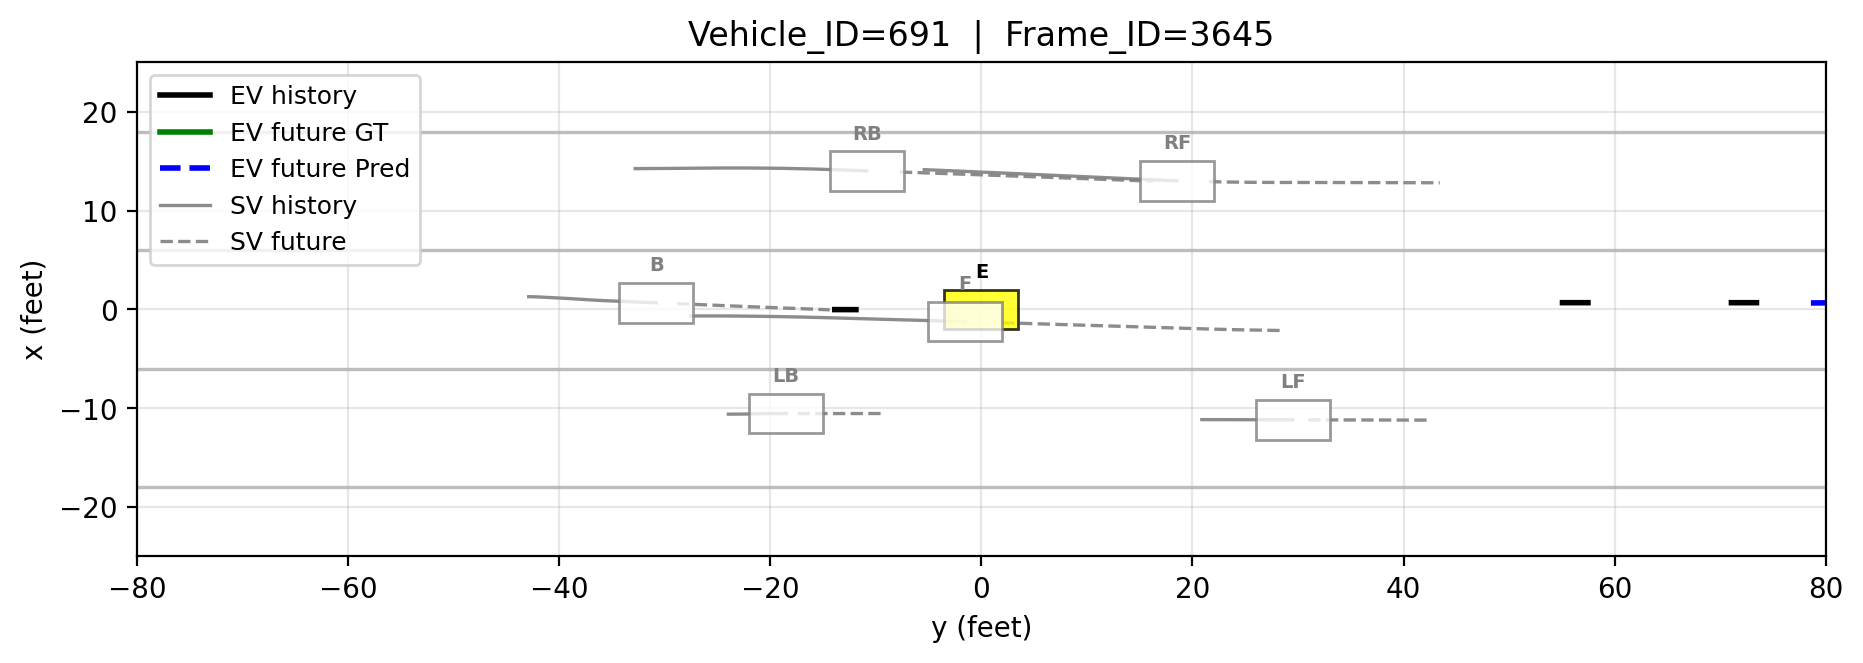 Vehicle_ID=691 | Frame_ID=3645
EV history
EV future GT
EV future Pred
SV history
SV future
RB
RF
B
E
F
LB
LF
20
10
0
−10
−20
x (feet)
−80
−60
−40
−20
0
20
40
60
80
y (feet)